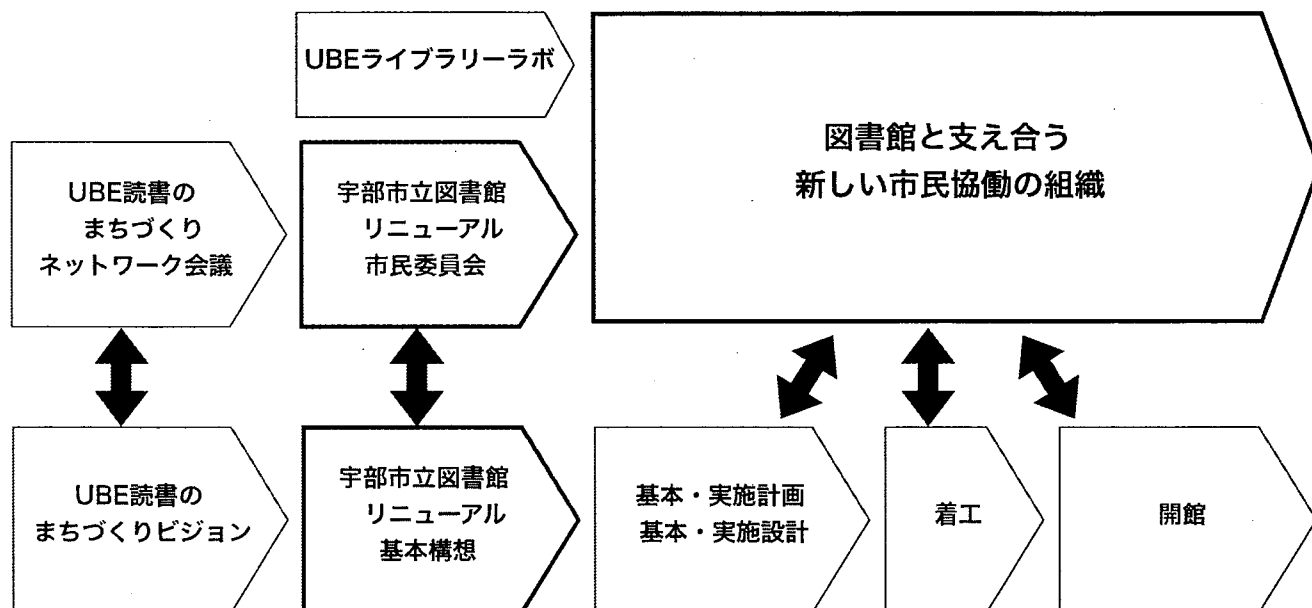 UBEライブラリーラボ
図書館と支え合う
新しい市民協働の組織
UBE読書の
まちづくり
ネットワーク会議
宇部市立図書館
リニューアル
市民委員会
UBE読書の
まちづくりビジョン
宇部市立図書館
リニューアル
基本構想
基本・実施計画
基本・実施設計
着工
開館